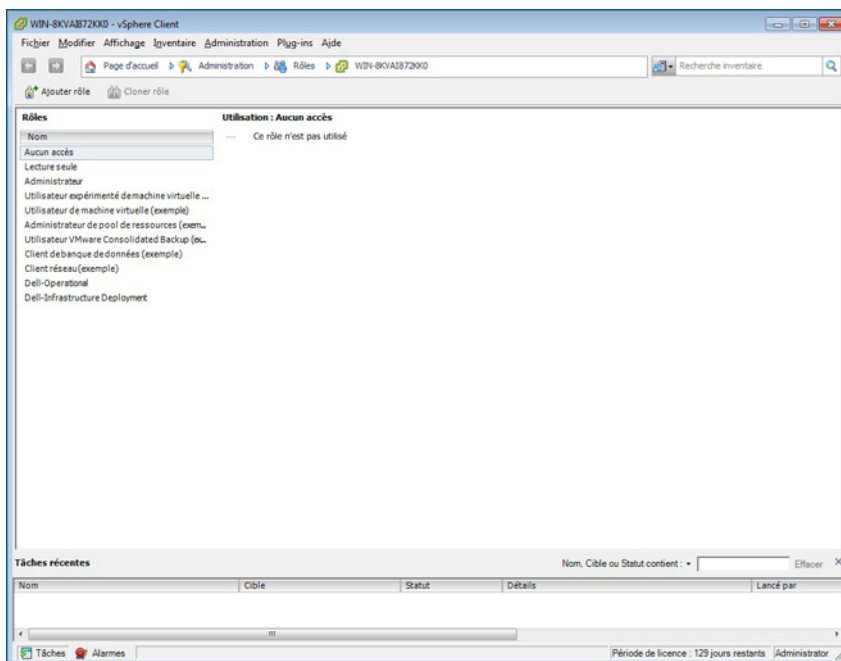 WIN-8KVAI872KK0 - vSphere Client
Fichier Modifier Affichage Inventaire Administration Plug-ins Aide
Page d'accueil Administration Rôles WIN-8KVAI872KK0 Recherche inventaire
Ajouter rôle Cloner rôle
Rôles
Nom
Aucun accès
Lecture seule
Administrateur
Utilisateur expérimenté de machine virtuelle ...
Utilisateur de machine virtuelle (exemple)
Administrateur de pool de ressources (exem...
Utilisateur VMware Consolidated Backup (ex...
Client de banque de données (exemple)
Client réseau (exemple)
Dell-Operational
Dell-Infrastructure Deployment
Utilisation : Aucun accès
Ce rôle n'est pas utilisé
Tâches récentes Nom, Cible ou Statut contient : Effacer
Nom Cible Statut Détails Lancé par
Tâches Alarmes Période de licence : 129 jours restants Administrator